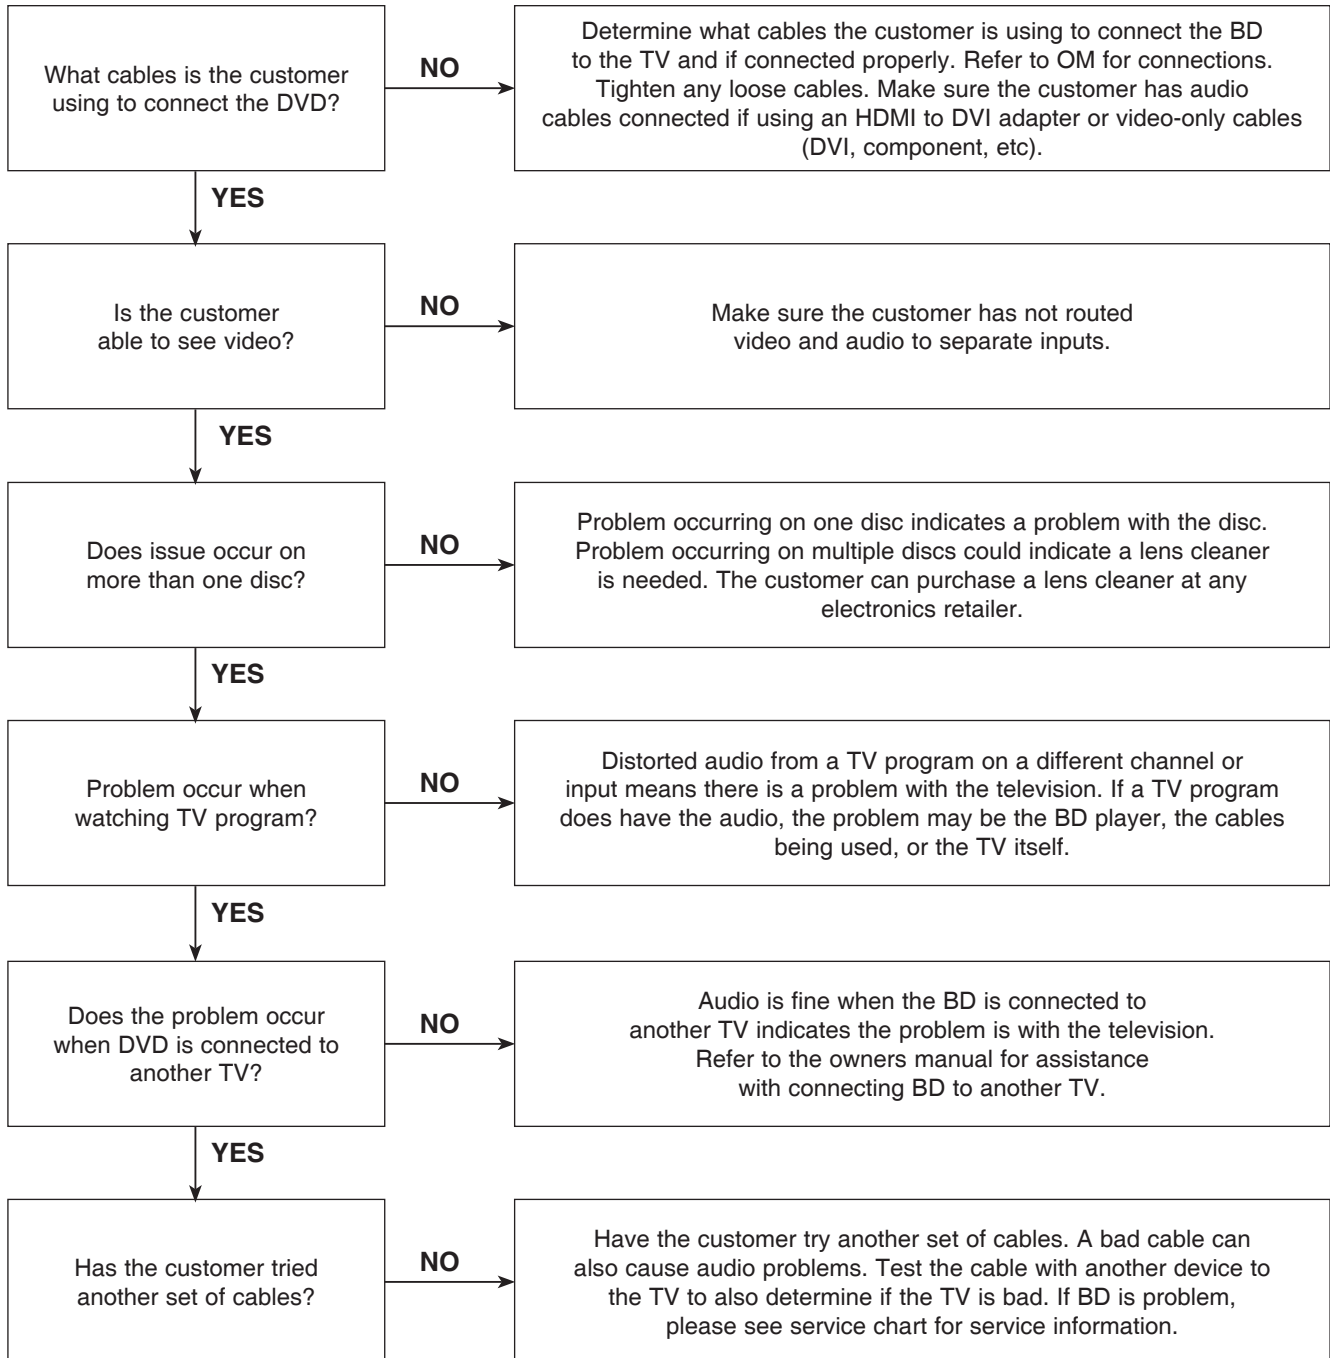 What cables is the customer
using to connect the DVD?
NO
Determine what cables the customer is using to connect the BD
to the TV and if connected properly. Refer to OM for connections.
Tighten any loose cables. Make sure the customer has audio
cables connected if using an HDMI to DVI adapter or video-only cables
(DVI, component, etc).
YES
Is the customer
able to see video?
NO
Make sure the customer has not routed
video and audio to separate inputs.
YES
Does issue occur on
more than one disc?
NO
Problem occurring on one disc indicates a problem with the disc.
Problem occurring on multiple discs could indicate a lens cleaner
is needed. The customer can purchase a lens cleaner at any
electronics retailer.
YES
Problem occur when
watching TV program?
NO
Distorted audio from a TV program on a different channel or
input means there is a problem with the television. If a TV program
does have the audio, the problem may be the BD player, the cables
being used, or the TV itself.
YES
Does the problem occur
when DVD is connected to
another TV?
NO
Audio is fine when the BD is connected to
another TV indicates the problem is with the television.
Refer to the owners manual for assistance
with connecting BD to another TV.
YES
Has the customer tried
another set of cables?
NO
Have the customer try another set of cables. A bad cable can
also cause audio problems. Test the cable with another device to
the TV to also determine if the TV is bad. If BD is problem,
please see service chart for service information.